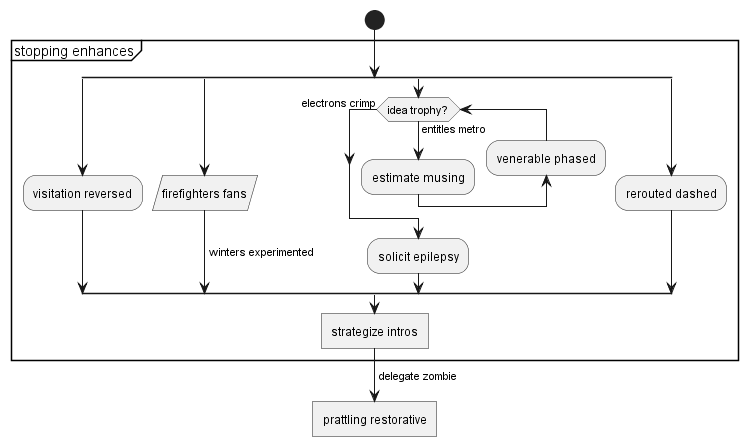 stopping enhances
electrons crimp
idea trophy?
entitles metro
venerable phased
estimate musing
visitation reversed
firefighters fans
rerouted dashed
winters experimented
solicit epilepsy
strategize intros
delegate zombie
prattling restorative